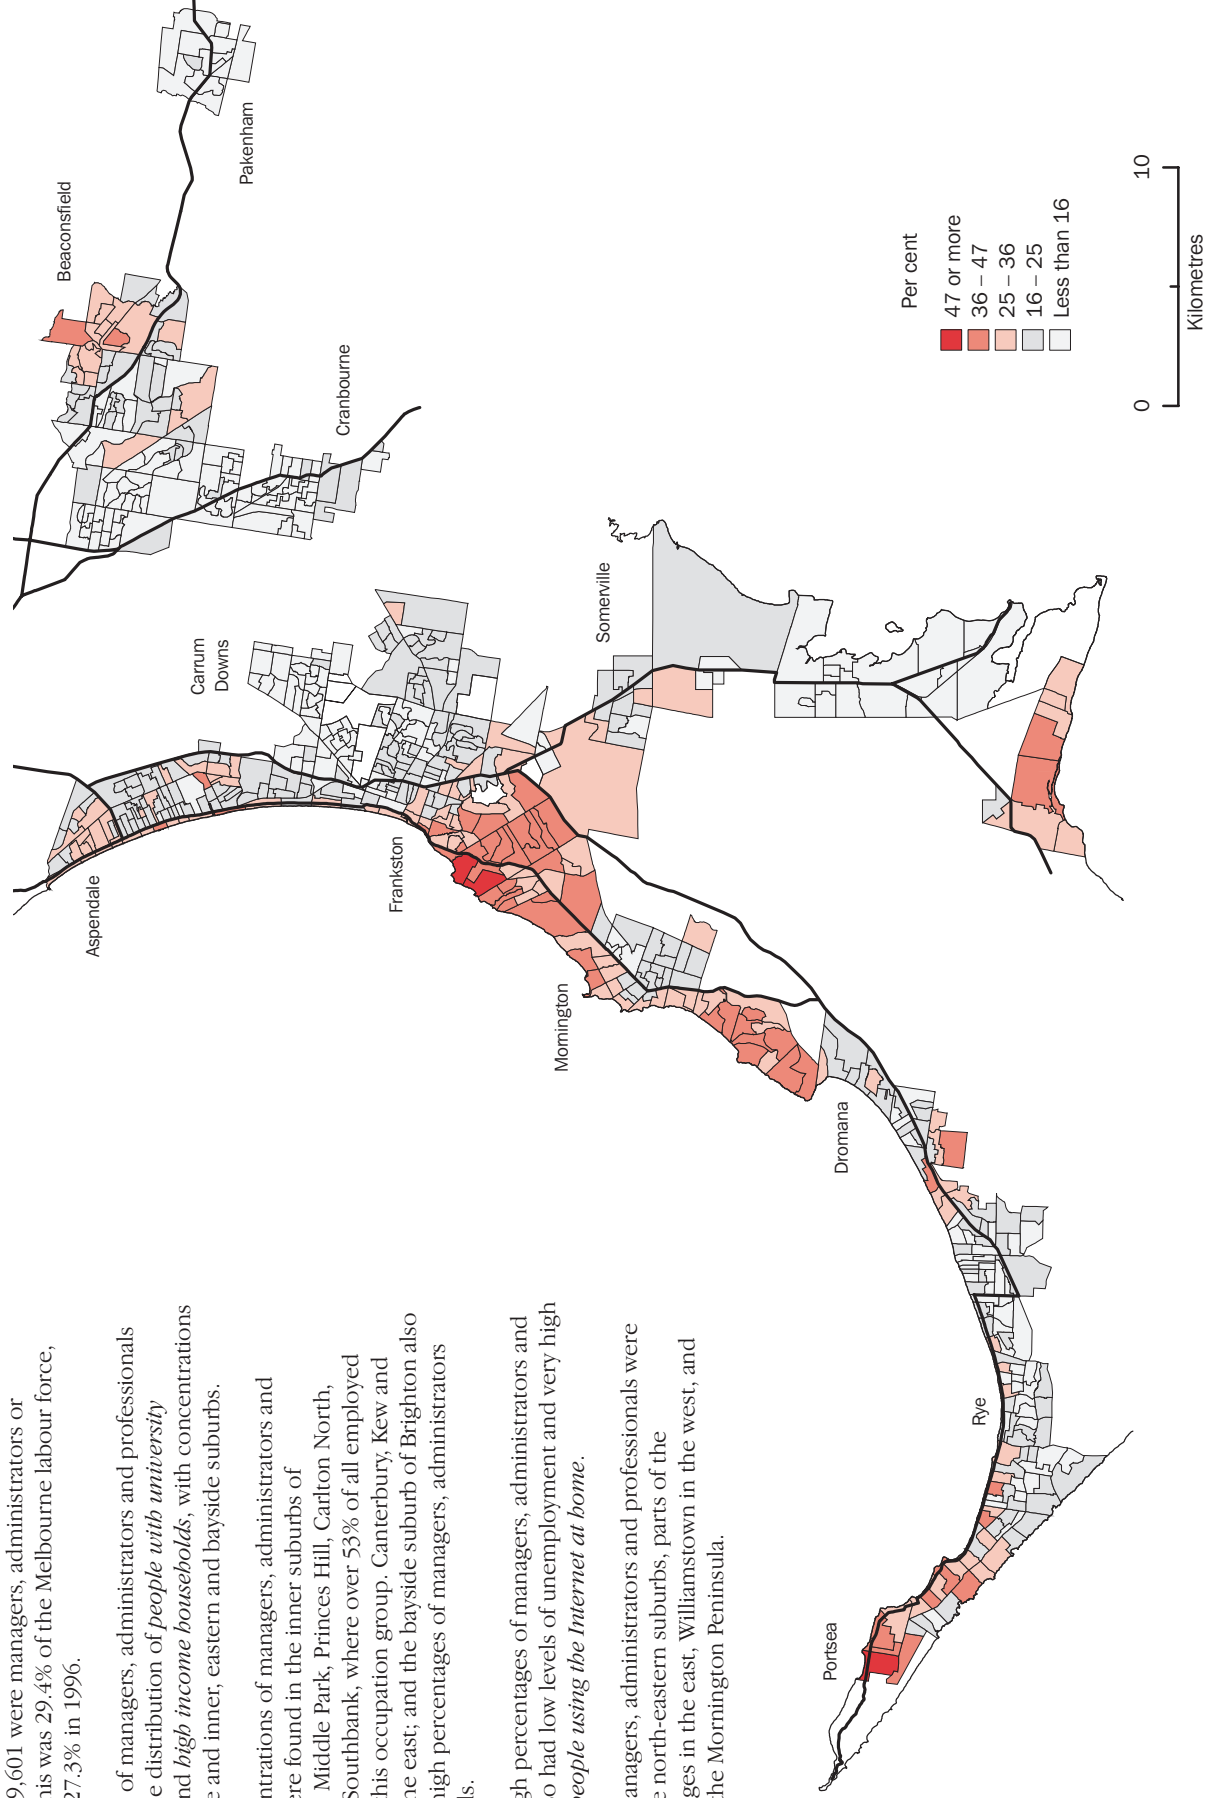 9,601 were managers, administrators or
his was 29.4% of the Melbourne labour force,
27.3% in 1996.
of managers, administrators and professionals
e distribution of people with university
nd high income households, with concentrations
e and inner, eastern and bayside suburbs.
ntrations of managers, administrators and
ere found in the inner suburbs of
Middle Park, Princes Hill, Carlton North,
Southbank, where over 53% of all employed
this occupation group. Canterbury, Kew and
he east; and the bayside suburb of Brighton also
high percentages of managers, administrators
ls.
gh percentages of managers, administrators and
so had low levels of unemployment and very high
people using the Internet at home.
anagers, administrators and professionals were
e north-eastern suburbs, parts of the
ges in the east, Williamstown in the west, and
the Mornington Peninsula.
Aspendale
Carrum
Downs
Beaconsfield
Pakenham
Cranbourne
Frankston
Somerville
Mornington
Dromana
Rye
Portsea
Per cent
47 or more
36 – 47
25 – 36
16 – 25
Less than 16
0
10
Kilometres